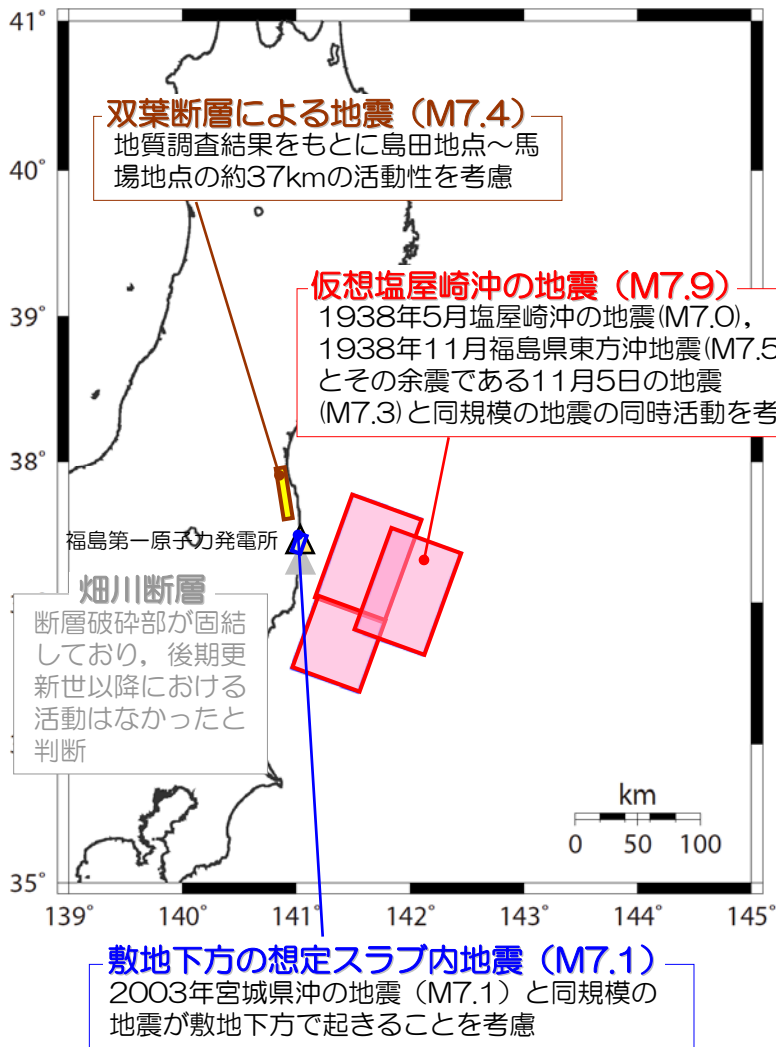 41°
双葉断層による地震（M7.4）
地質調査結果をもとに島田地点～馬
場地点の約37kmの活動性を考慮
40°
仮想塩屋崎沖の地震（M7.9）
1938年5月塩屋崎沖の地震(M7.0),
1938年11月福島県東方沖地震(M7.5
とその余震である11月5日の地震
(M7.3)と同規模の地震の同時活動を考
39°
38°
福島第一原子力発電所
畑川断層
断層破砕部が固結
しており，後期更
新世以降における
活動はなかったと
判断
km
0 50 100
35°
139° 140° 141° 142° 143° 144° 145°
敷地下方の想定スラブ内地震（M7.1）
2003年宮城県沖の地震（M7.1）と同規模の
地震が敷地下方で起きることを考慮